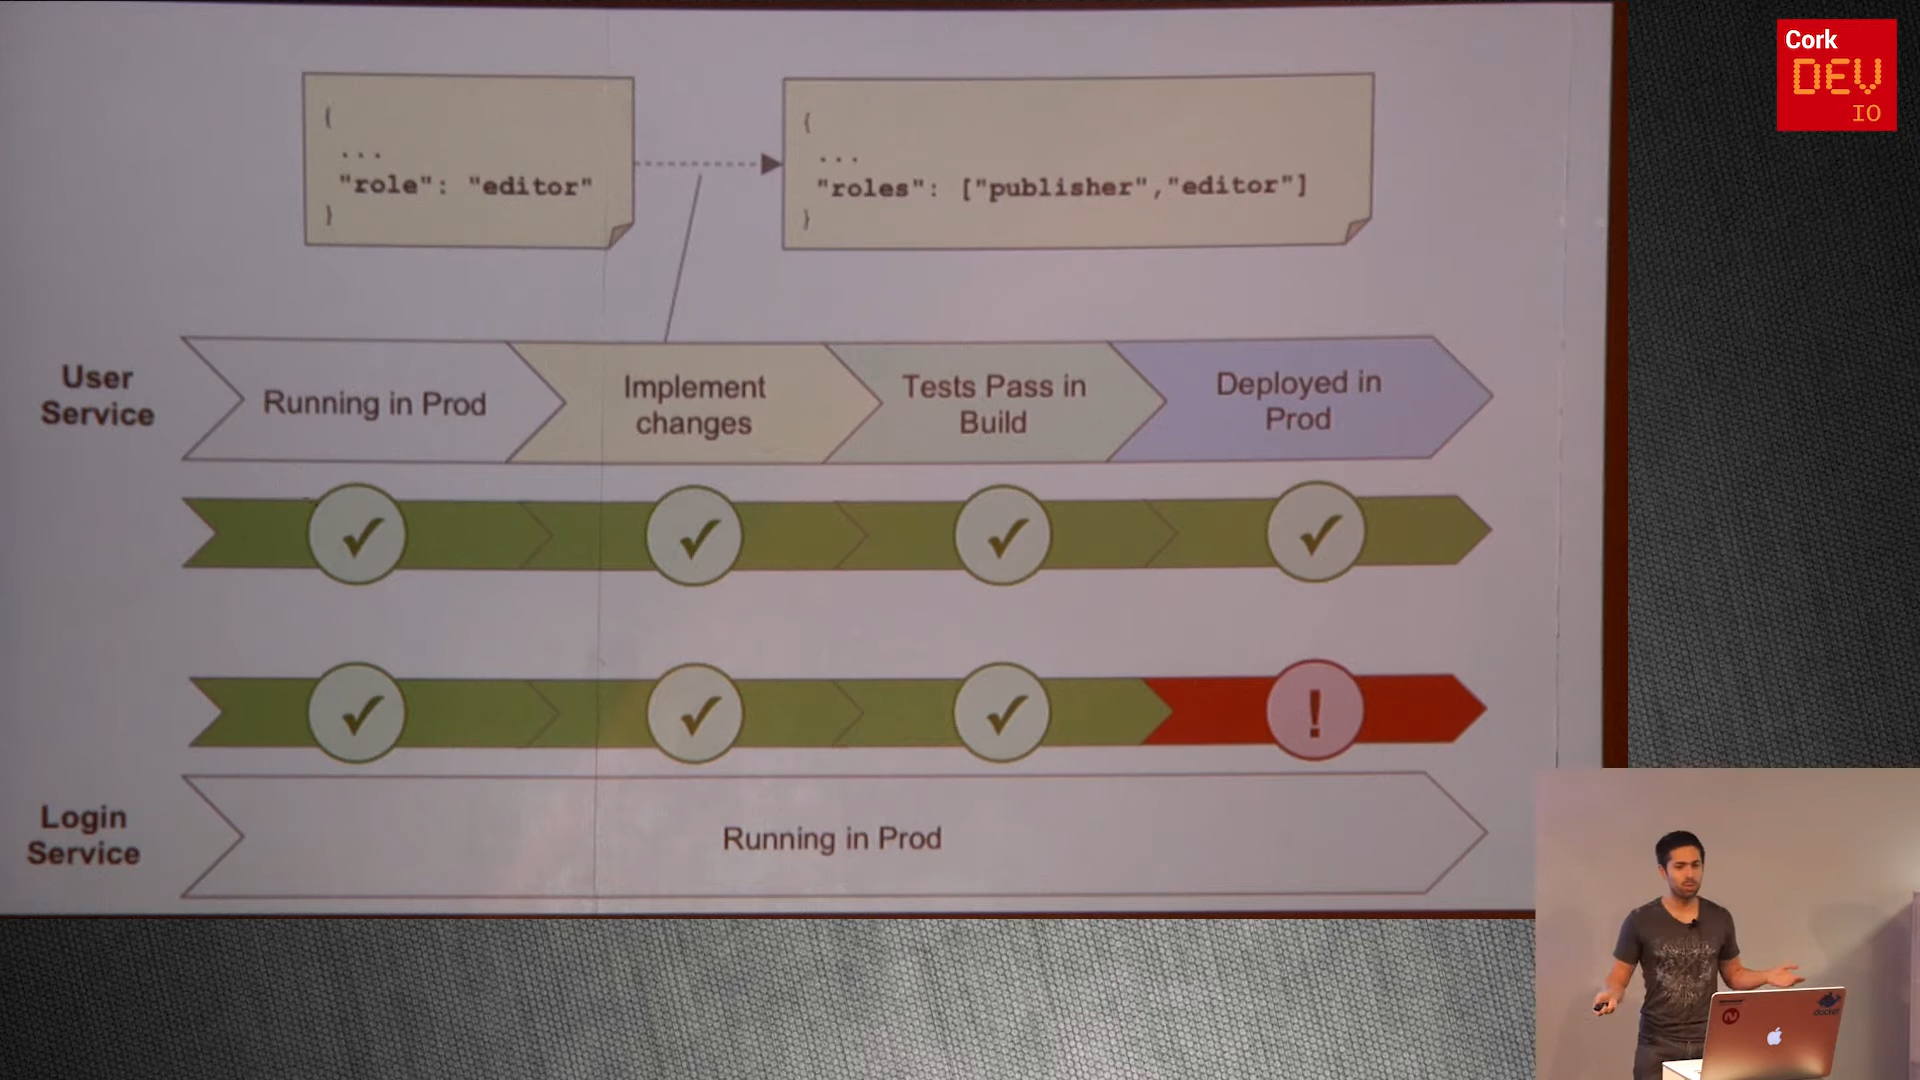 Cork
DEV
IO
{
...
"role": "editor"
}
{
...
"roles": ["publisher","editor"]
}
User
Service
Running in Prod
Implement
changes
Tests Pass in
Build
Deployed in
Prod
!
Login
Service
Running in Prod
docker